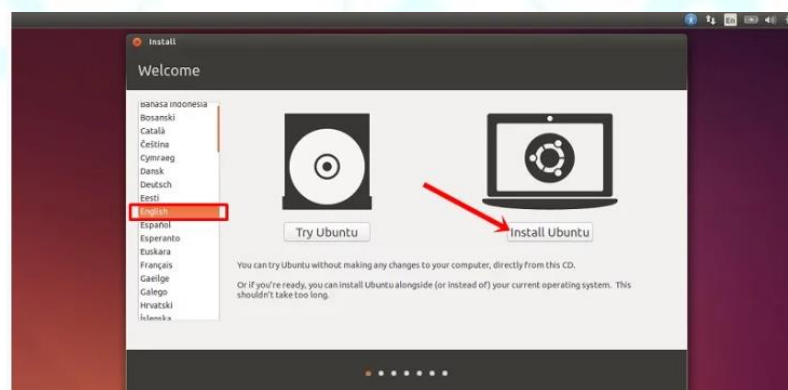 En
Install
Welcome
Bahasa Indonesia
Bosanski
Català
Čeština
Cymraeg
Dansk
Deutsch
Eesti
English
Español
Esperanto
Euskara
Français
Gaeilge
Galego
Hrvatski
Íslenska
Try Ubuntu
Install Ubuntu
You can try Ubuntu without making any changes to your computer, directly from this CD.
Or if you're ready, you can install Ubuntu alongside (or instead of) your current operating system. This
shouldn't take too long.